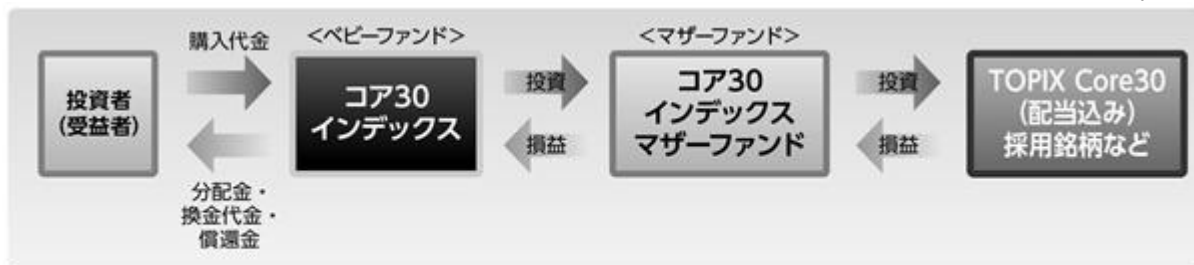 購入代金
<ベビーファンド>
<マザーファンド>
投資者
(受益者)
コア30
インデックス
投資
損益
コア30
インデックス
マザーファンド
投資
損益
TOPIX Core30
(配当込み)
採用銘柄など
分配金・
換金代金・
償還金